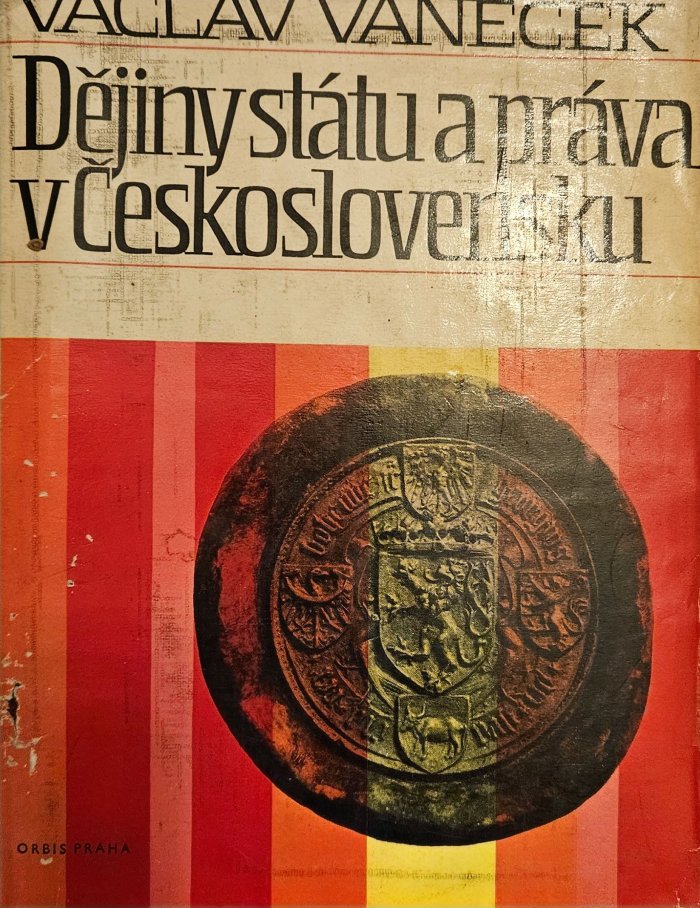 VÁCLAV VANĚČEK
Dějiny státu a práva
v Československu
ORBIS PRAHA